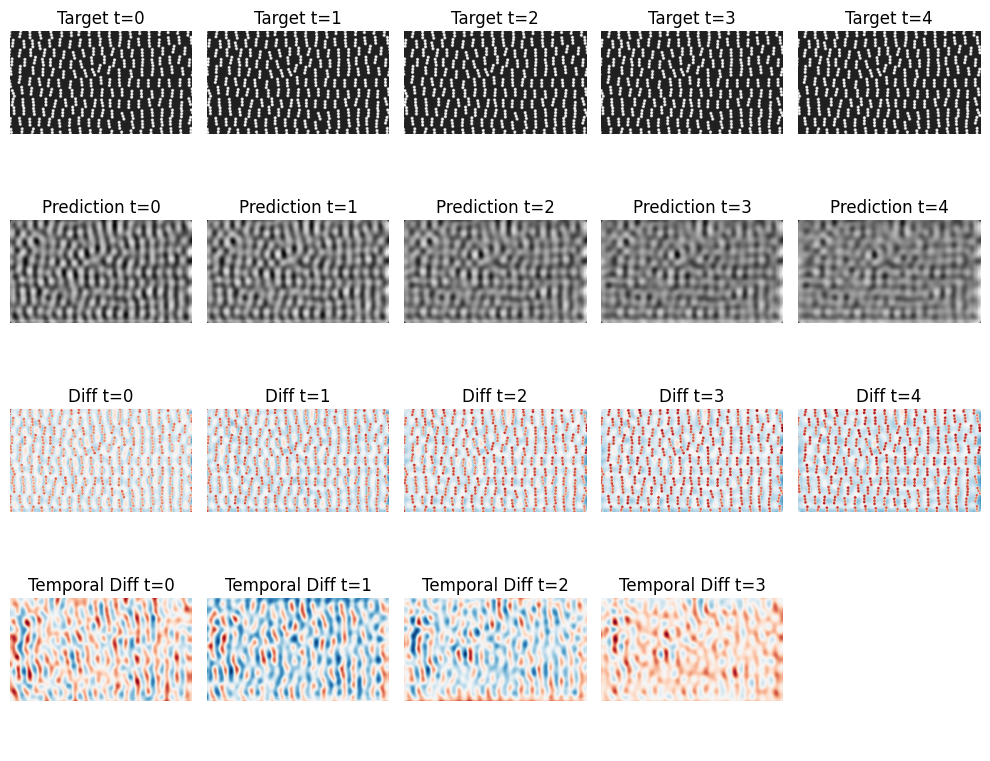 Target t=0 Target t=1 Target t=2 Target t=3 Target t=4
Prediction t=0 Prediction t=1 Prediction t=2 Prediction t=3 Prediction t=4
Diff t=0 Diff t=1 Diff t=2 Diff t=3 Diff t=4
Temporal Diff t=0 Temporal Diff t=1 Temporal Diff t=2 Temporal Diff t=3